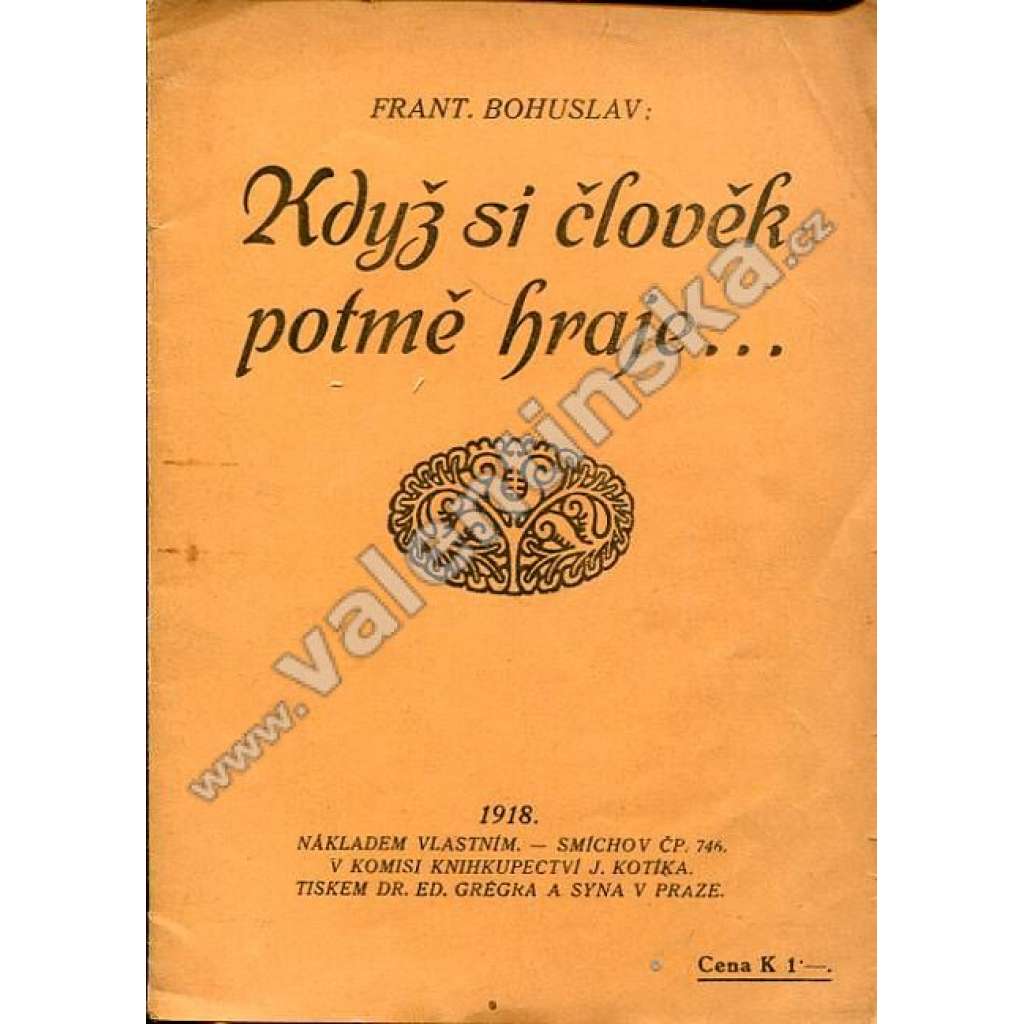 FRANT. BOHUSLAV:
Když si člověk
potmě hraje...
www.valentinska.cz
1918.
NÁKLADEM VLASTNÍM. — SMÍCHOV ČP. 746.
V KOMISI KNIHKUPECTVÍ J. KOTÍKA.
TISKEM DR. ED. GRÉGRA A SYNA V PRAZE.
Cena K 1·—.